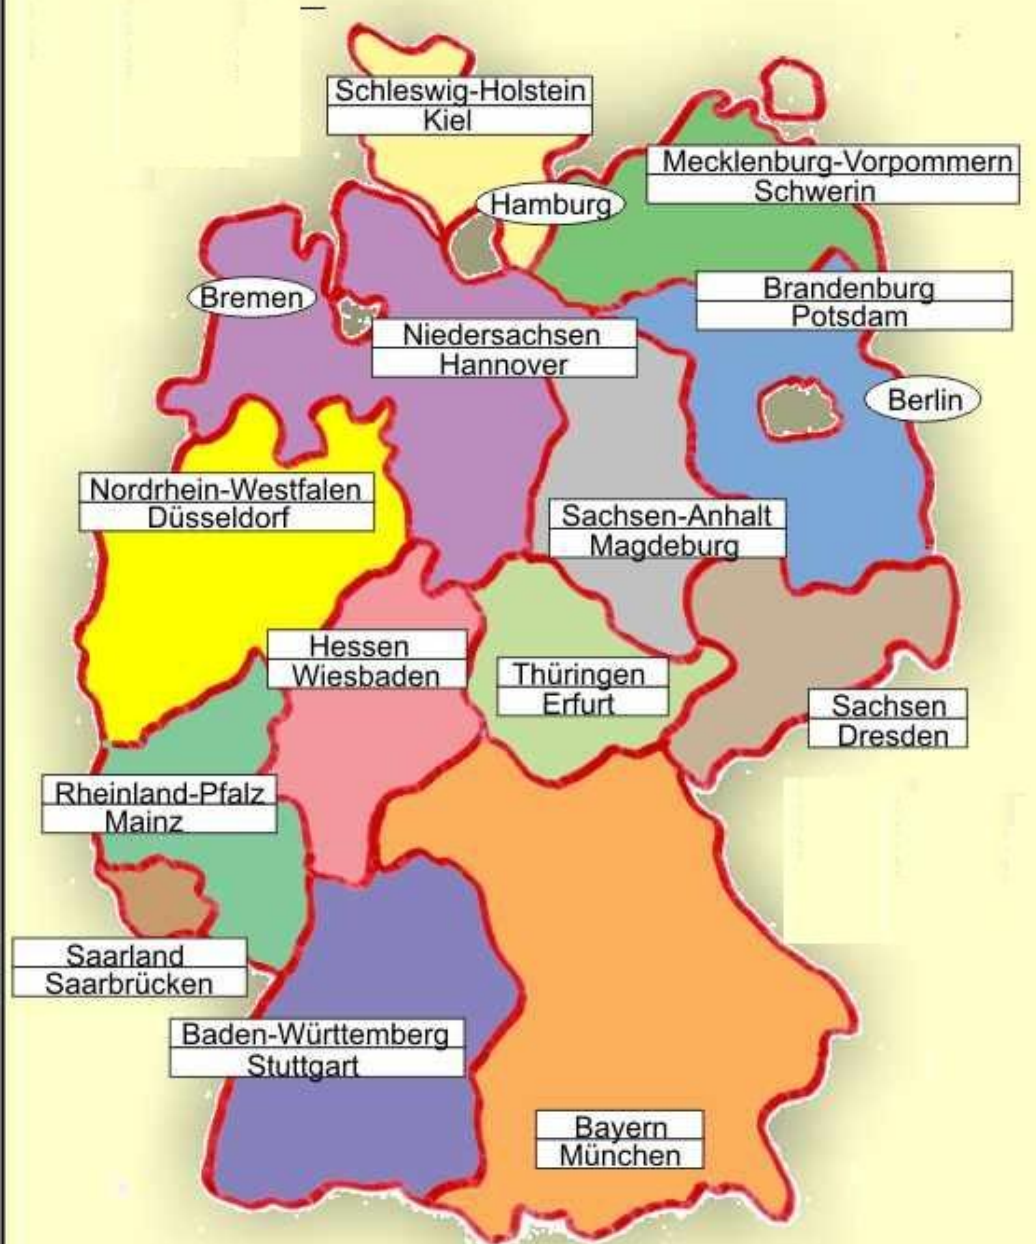 Schleswig-Holstein
Kiel
Mecklenburg-Vorpommern
Schwerin
Hamburg
Brandenburg
Potsdam
Bremen
Niedersachsen
Hannover
Berlin
Nordrhein-Westfalen
Düsseldorf
Sachsen-Anhalt
Magdeburg
Hessen
Wiesbaden
Thüringen
Erfurt
Sachsen
Dresden
Rheinland-Pfalz
Mainz
Saarland
Saarbrücken
Baden-Württemberg
Stuttgart
Bayern
München